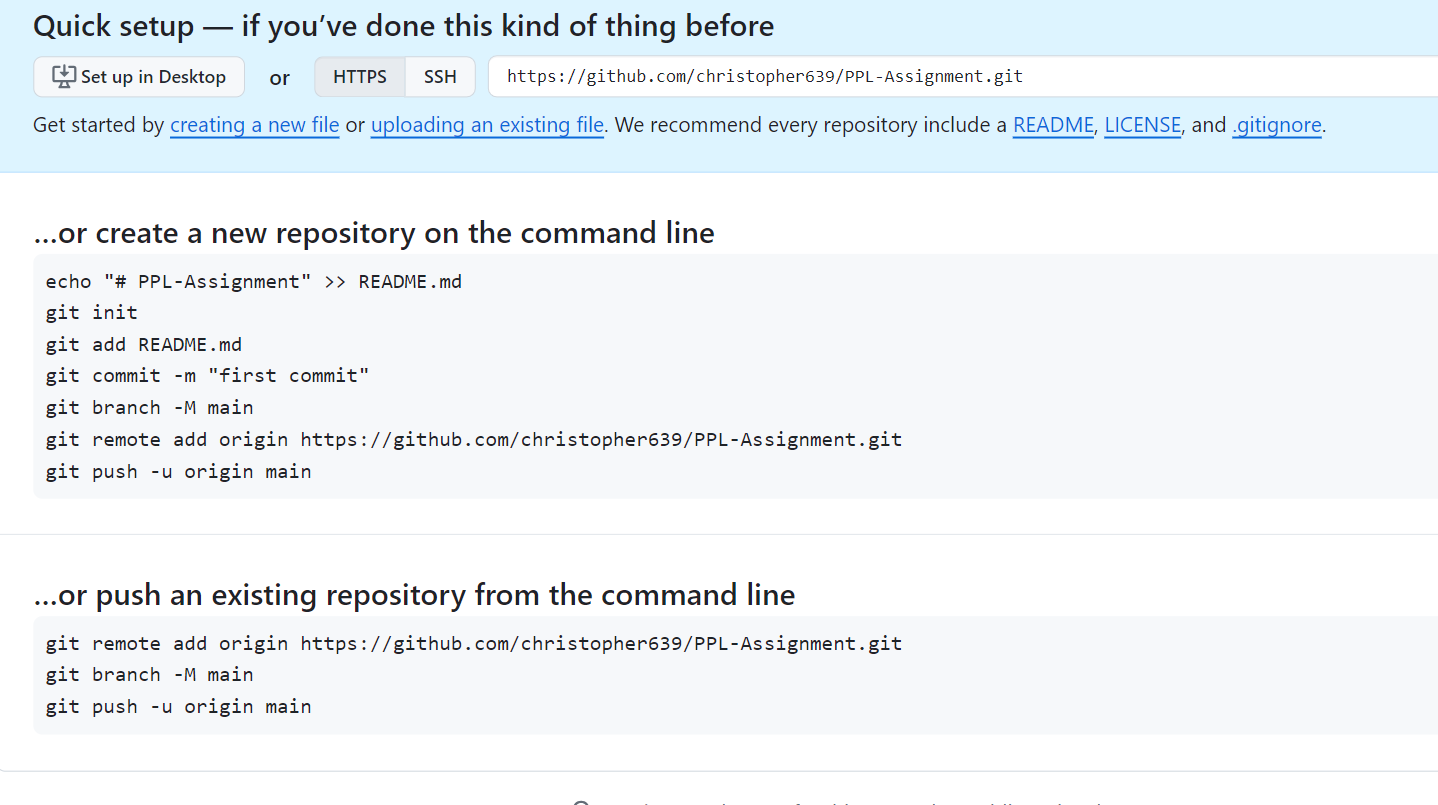 Quick setup — if you’ve done this kind of thing before
Set up in Desktop or HTTPS SSH https://github.com/christopher639/PPL-Assignment.git
Get started by creating a new file or uploading an existing file. We recommend every repository include a README, LICENSE, and .gitignore.
…or create a new repository on the command line
echo "# PPL-Assignment" >> README.md
git init
git add README.md
git commit -m "first commit"
git branch -M main
git remote add origin https://github.com/christopher639/PPL-Assignment.git
git push -u origin main
…or push an existing repository from the command line
git remote add origin https://github.com/christopher639/PPL-Assignment.git
git branch -M main
git push -u origin main